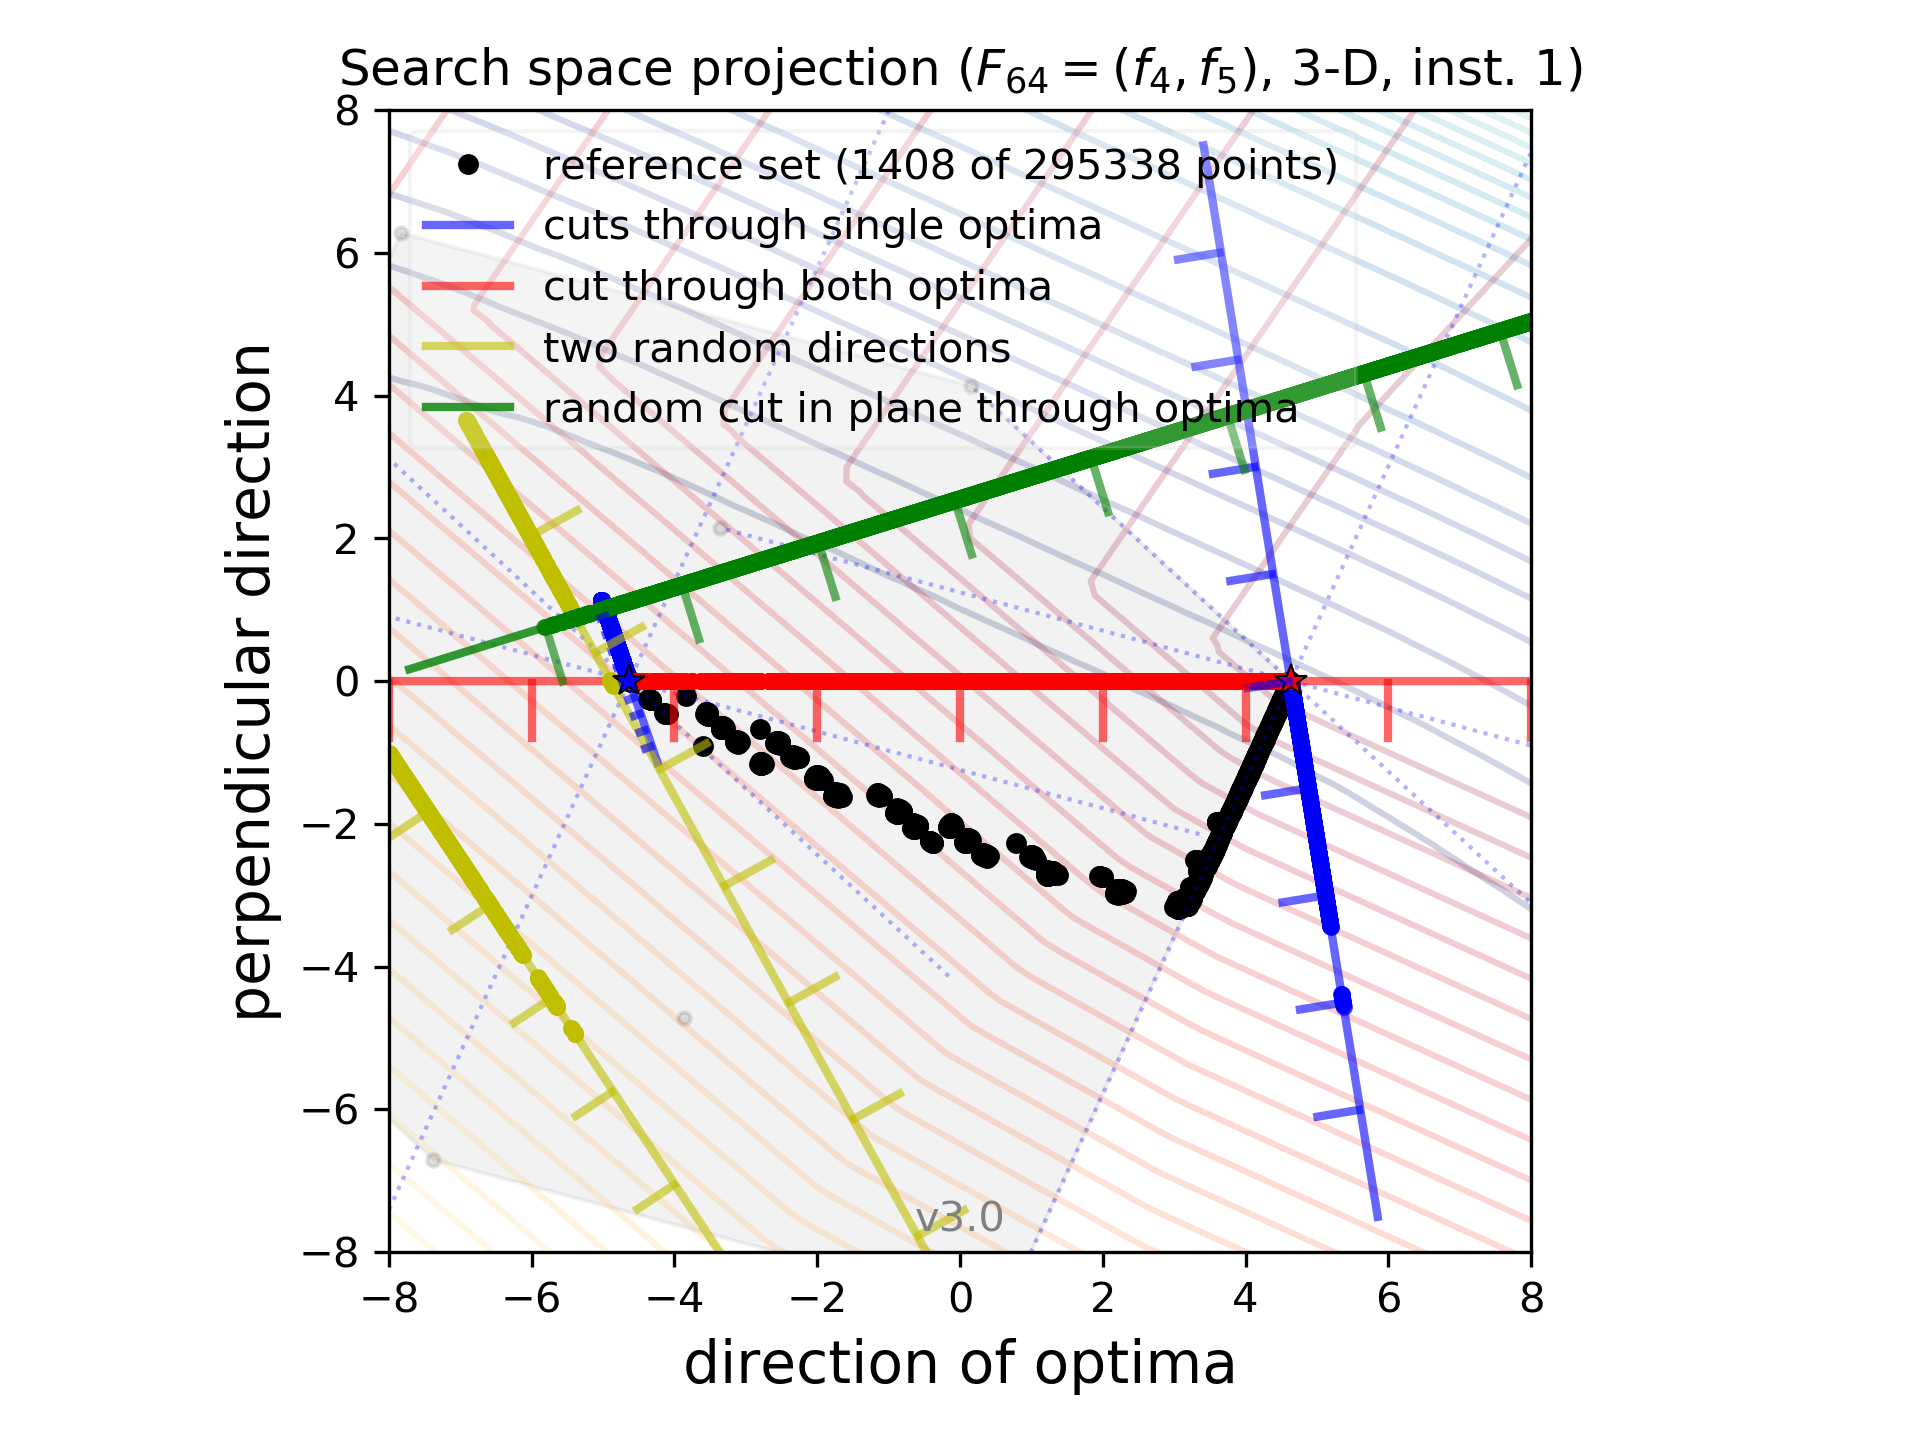 Search space projection (F₆₄ = (f₄, f₅), 3-D, inst. 1)
reference set (1408 of 295338 points)
cuts through single optima
cut through both optima
two random directions
random cut in plane through optima
perpendicular direction
8
6
4
2
0
−2
−4
−6
−8
v3.0
−8 −6 −4 −2 0 2 4 6 8
direction of optima